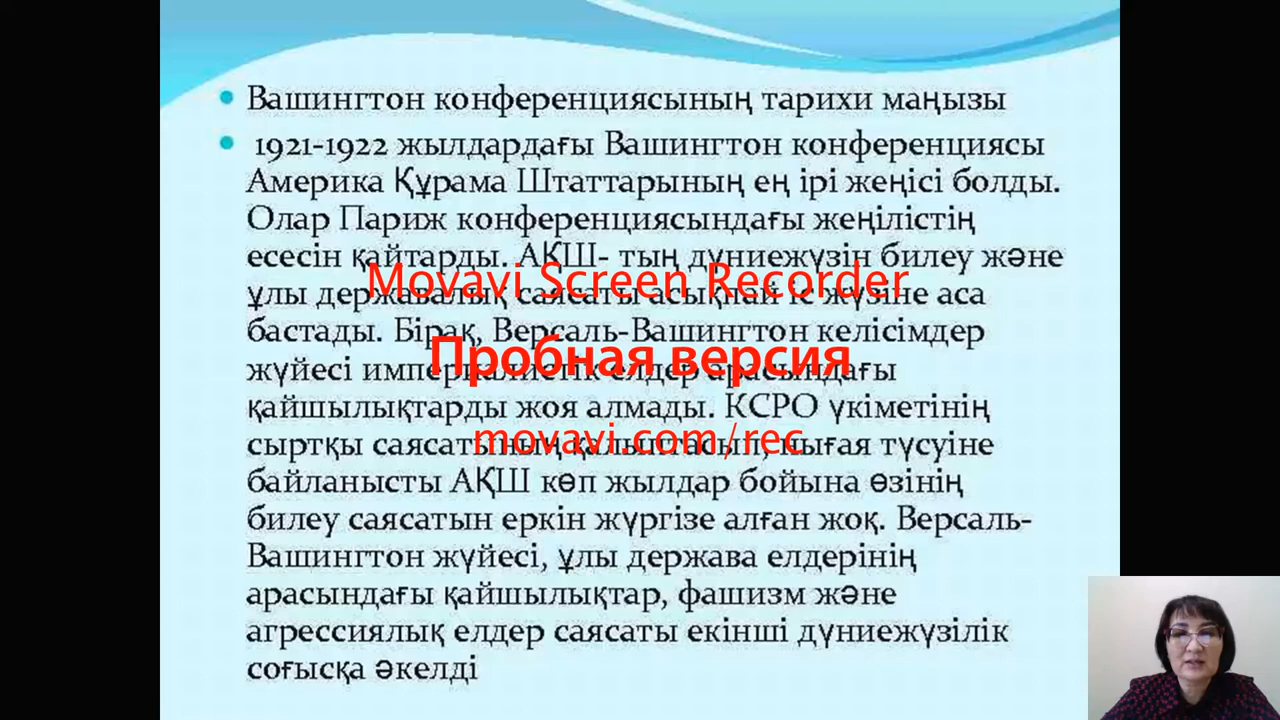 Вашингтон конференциясының тарихи маңызы
1921-1922 жылдардағы Вашингтон конференциясы
Америка Құрама Штаттарының ең ірі жеңісі болды.
Олар Париж конференциясындағы жеңілістің
есесін қайтарды. АҚШ- тың дүниежүзін билеу және
ұлы державалық саясаты асықпай іс жүзіне аса
Movavi Screen Recorder
бастады. Бірақ, Версаль-Вашингтон келісімдер
Пробная версия
жүйесі империалистік елдер арасындағы
қайшылықтарды жоя алмады. КСРО үкіметінің
movavi.com/rec
сыртқы саясатының қалыптасып, нығая түсуіне
байланысты АҚШ көп жылдар бойына өзінің
билеу саясатын еркін жүргізе алған жоқ. Версаль-
Вашингтон жүйесі, ұлы держава елдерінің
арасындағы қайшылықтар, фашизм және
агрессиялық елдер саясаты екінші дүниежүзілік
соғысқа әкелді